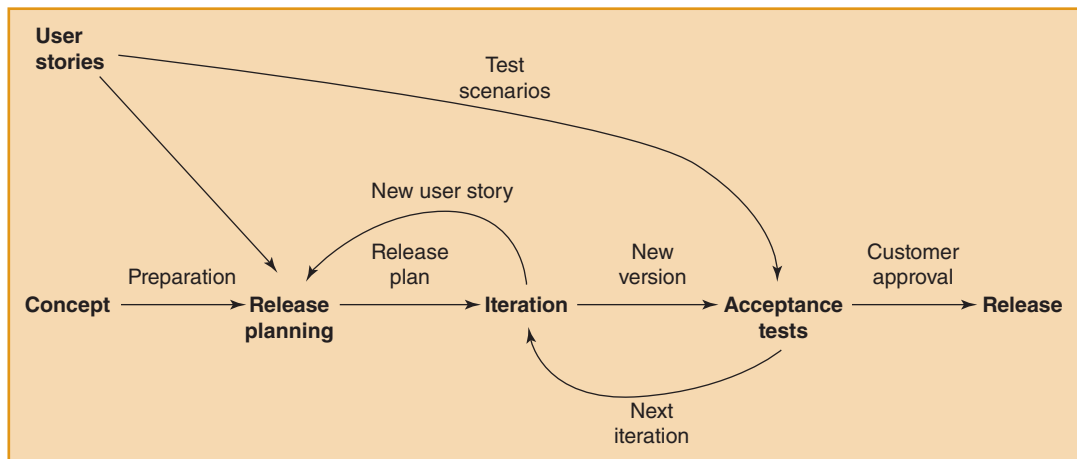 User
stories
Test
scenarios
New user story
Preparation
Release
plan
New
version
Customer
approval
Concept
Release
planning
Iteration
Acceptance
tests
Release
Next
iteration